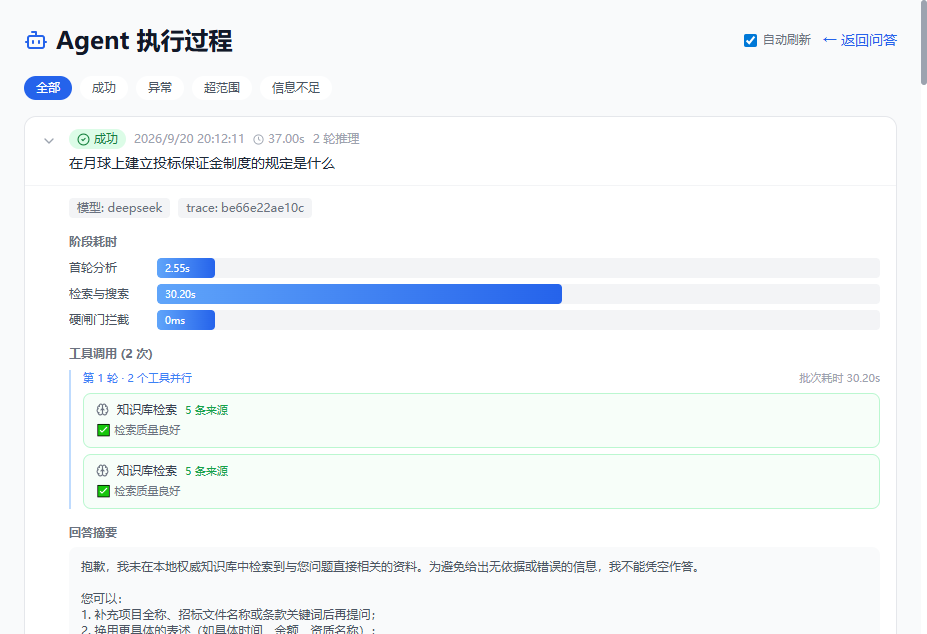 Agent 执行过程
自动刷新 ← 返回问答
全部 成功 异常 超范围 信息不足
成功 2026/9/20 20:12:11 37.00s 2 轮推理
在月球上建立投标保证金制度的规定是什么
模型: deepseek trace: be66e22ae10c
阶段耗时
首轮分析 2.55s
检索与搜索 30.20s
硬闸门拦截 0ms
工具调用 (2 次)
第 1 轮 · 2 个工具并行 批次耗时 30.20s
知识库检索 5 条来源
检索质量良好
知识库检索 5 条来源
检索质量良好
回答摘要
抱歉，我未在本地权威知识库中检索到与您问题直接相关的资料。为避免给出无依据或错误的信息，我不能凭空作答。
您可以：
1. 补充项目全称、招标文件名称或条款关键词后再提问；
2. 换用更具体的表述（如具体时间、金额、资质名称）；